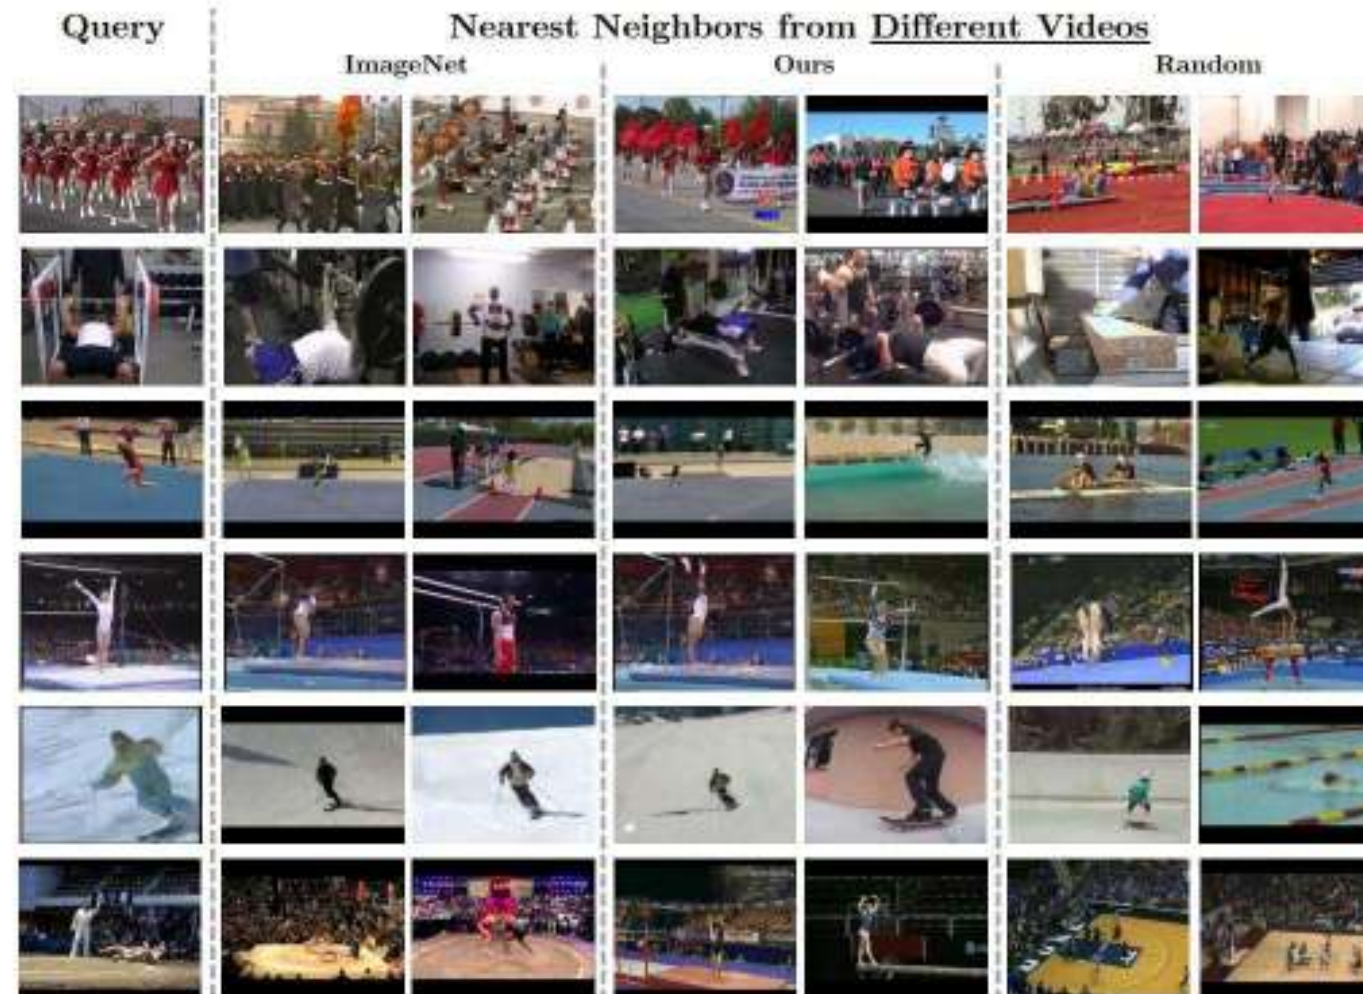 Query
Nearest Neighbors from Different Videos
ImageNet
Ours
Random